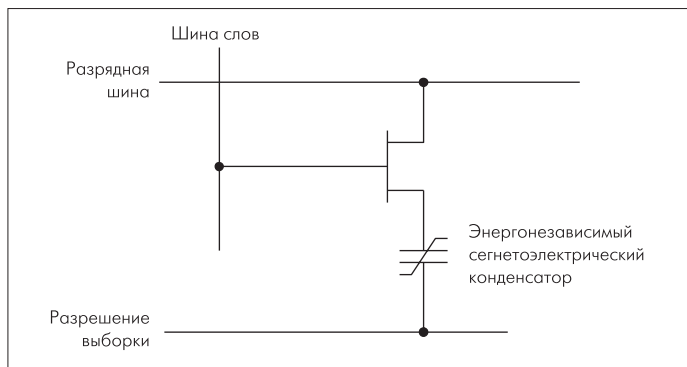 Шина слов
Разрядная
шина
Энергонезависимый
сегнетоэлектрический
конденсатор
Разрешение
выборки